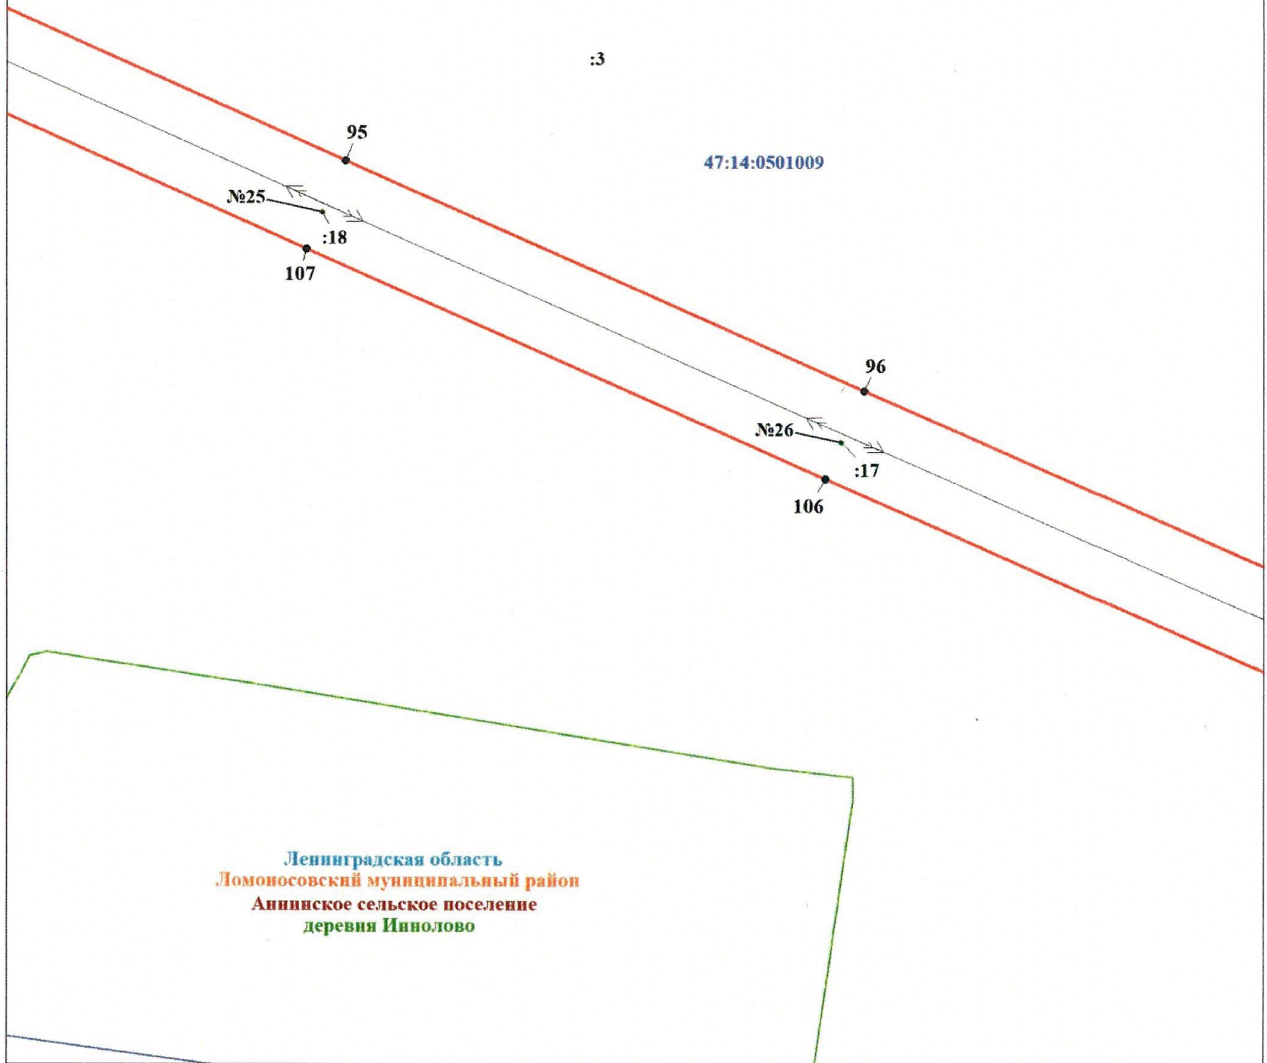 :3
95
47:14:0501009
№25
:18
107
96
№26
:17
106
Ленинградская область
Ломоносовский муниципальный район
Аннинское сельское поселение
деревня Иннолово